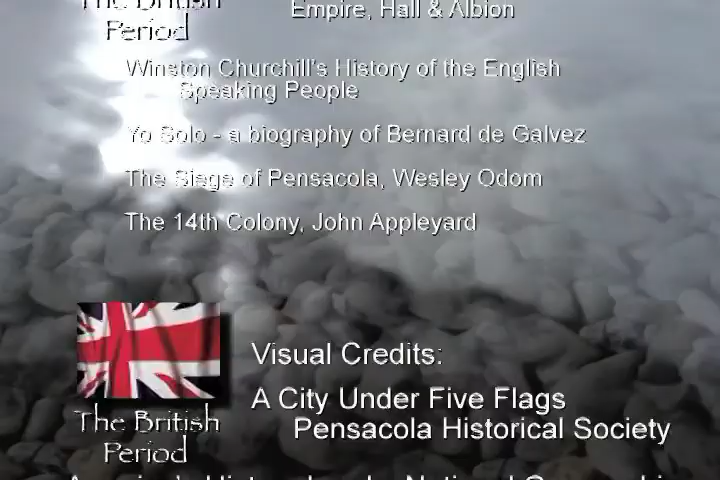 The British
Period
Empire, Hall & Albion
Winston Churchill's History of the English
Speaking People
Yo Solo - a biography of Bernard de Galvez
The Siege of Pensacola, Wesley Odom
The 14th Colony, John Appleyard
The British
Period
Visual Credits:
A City Under Five Flags
Pensacola Historical Society